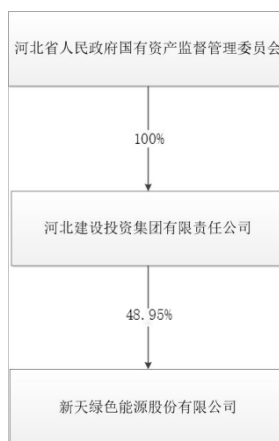 河北省人民政府国有资产监督管理委员会
100%
河北建设投资集团有限责任公司
48.95%
新天绿色能源股份有限公司